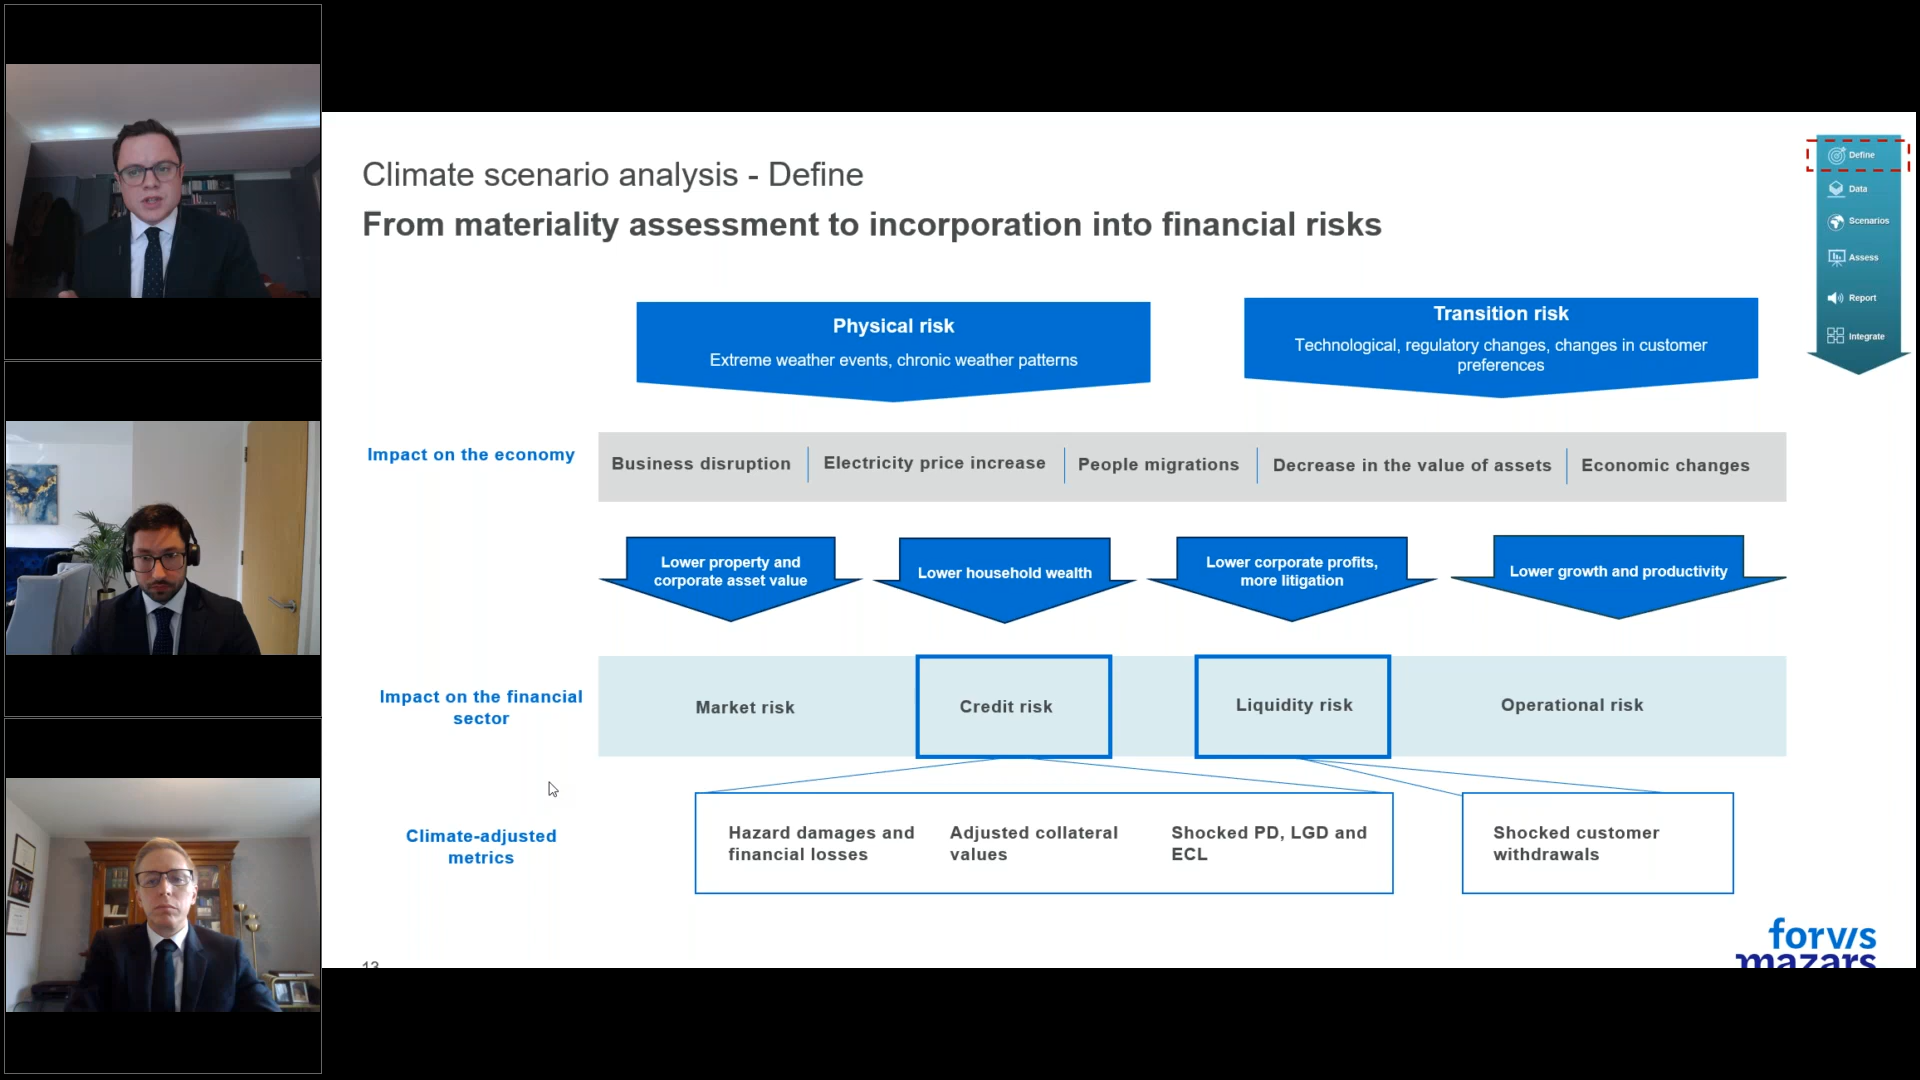 Climate scenario analysis - Define
From materiality assessment to incorporation into financial risks
Define
Data
Scenarios
Assess
Report
Integrate
Physical risk
Extreme weather events, chronic weather patterns
Transition risk
Technological, regulatory changes, changes in customer
preferences
Impact on the economy
Business disruption
Electricity price increase
People migrations
Decrease in the value of assets
Economic changes
Lower property and
corporate asset value
Lower household wealth
Lower corporate profits,
more litigation
Lower growth and productivity
Impact on the financial
sector
Market risk
Credit risk
Liquidity risk
Operational risk
Climate-adjusted
metrics
Hazard damages and
financial losses
Adjusted collateral
values
Shocked PD, LGD and
ECL
Shocked customer
withdrawals
13
forvis
mazars